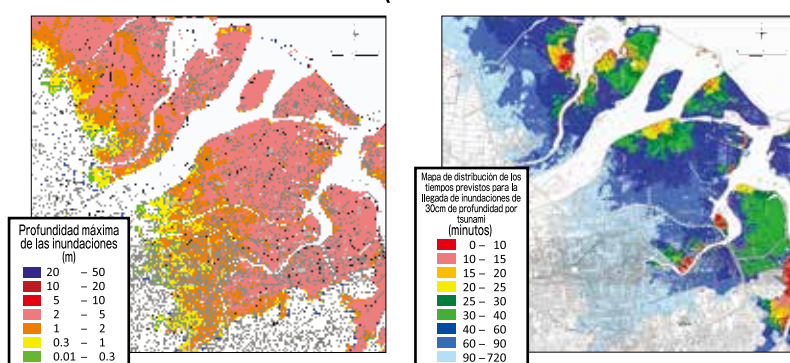 Profundidad máxima
de las inundaciones
(m)
20 – 50
10 – 20
5 – 10
2 – 5
1 – 2
0.3 – 1
0.01 – 0.3
Mapa de distribución de los
tiempos previstos para la
llegada de inundaciones de
30cm de profundidad por
tsunami
(minutos)
0 – 10
10 – 15
15 – 20
20 – 25
25 – 30
30 – 40
40 – 60
60 – 90
90 – 720